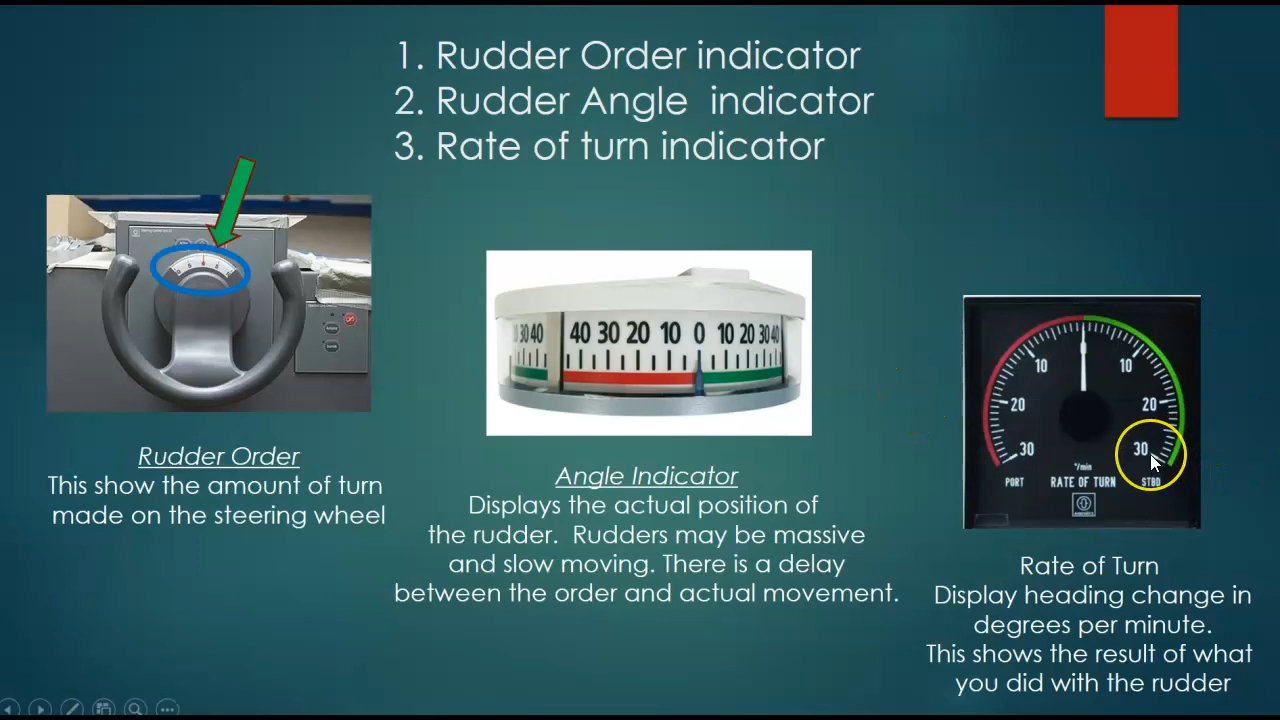 1. Rudder Order indicator
2. Rudder Angle indicator
3. Rate of turn indicator
Rudder Order
This show the amount of turn
made on the steering wheel
30 40 40 30 20 10 0 10 20 30 40
Angle Indicator
Displays the actual position of
the rudder. Rudders may be massive
and slow moving. There is a delay
between the order and actual movement.
10 10
20 20
30 30
°/min
PORT RATE OF TURN STBD
Rate of Turn
Display heading change in
degrees per minute.
This shows the result of what
you did with the rudder